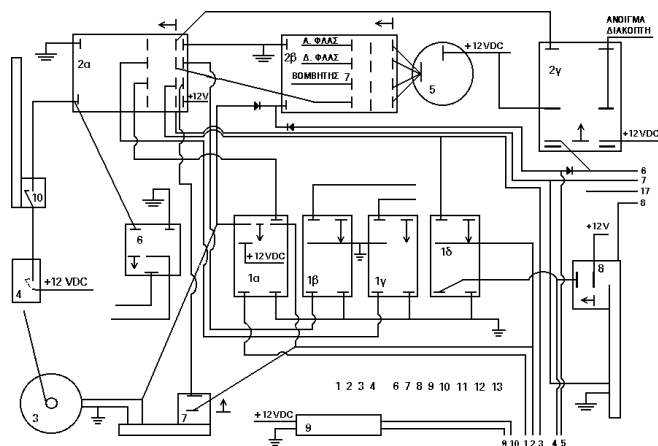 ΑΝΟΙΓΜΑ
ΔΙΑΚΟΠΤΗ
2α
+12V
2β
Α. ΦΛΑΣ
Δ. ΦΛΑΣ
ΒΟΜΒΗΤΗΣ 7
+12VDC
5
2γ
+12VDC
6
7
17
8
10
6
+12VDC
1α
1β
1γ
1δ
+12V
8
4
+12 VDC
3
7
1 2 3 4 6 7 8 9 10 11 12 13
+12VDC
9
9 10 1 2 3 4 5